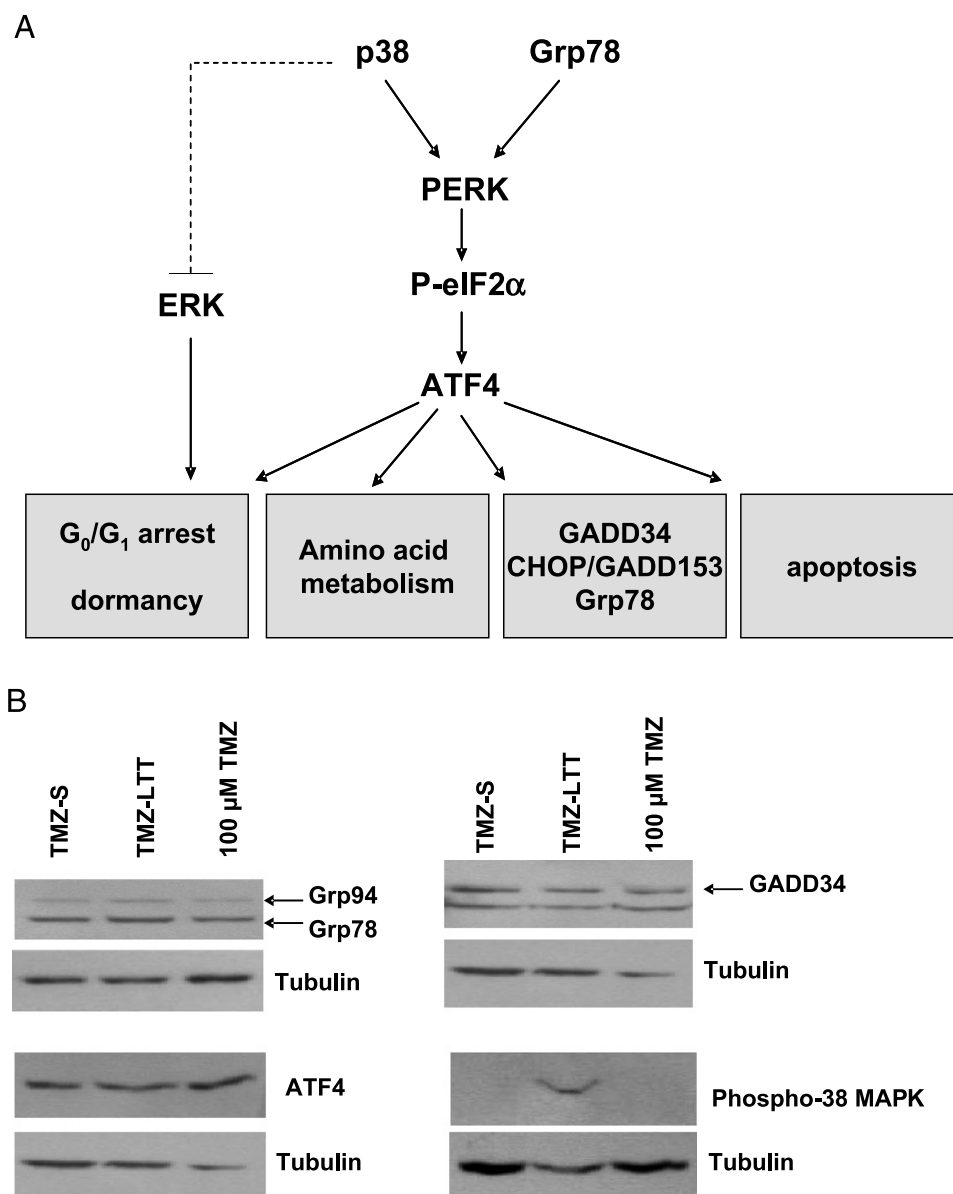 A
p38 Grp78
PERK
P-eIF2α
ERK
ATF4
G₀/G₁ arrest
dormancy
Amino acid
metabolism
GADD34
CHOP/GADD153
Grp78
apoptosis
B
TMZ-S
TMZ-LTT
100 µM TMZ
Grp94
Grp78
Tubulin
ATF4
Tubulin
TMZ-S
TMZ-LTT
100 µM TMZ
GADD34
Tubulin
Phospho-38 MAPK
Tubulin